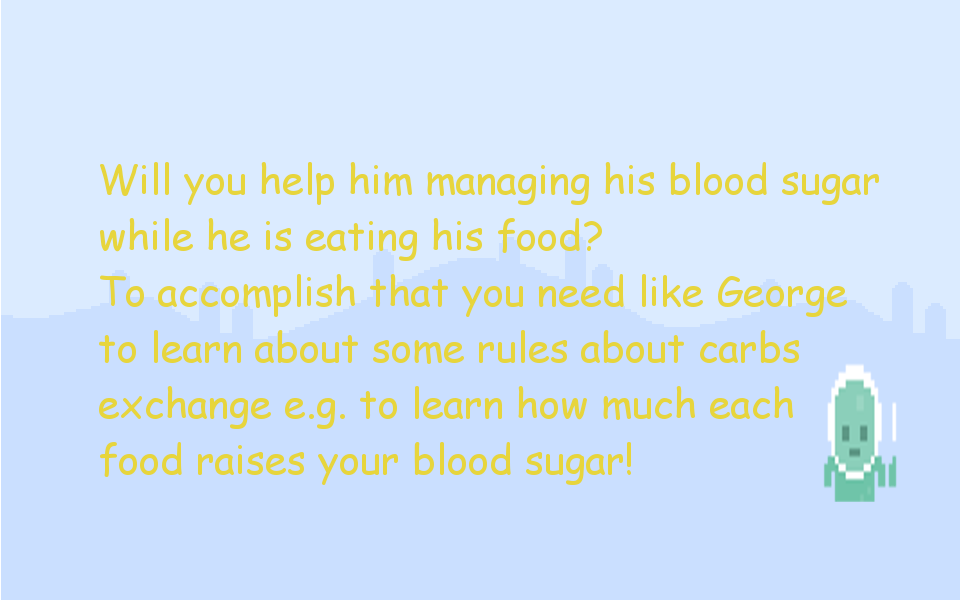 Will you help him managing his blood sugar
while he is eating his food?
To accomplish that you need like George
to learn about some rules about carbs
exchange e.g. to learn how much each
food raises your blood sugar!